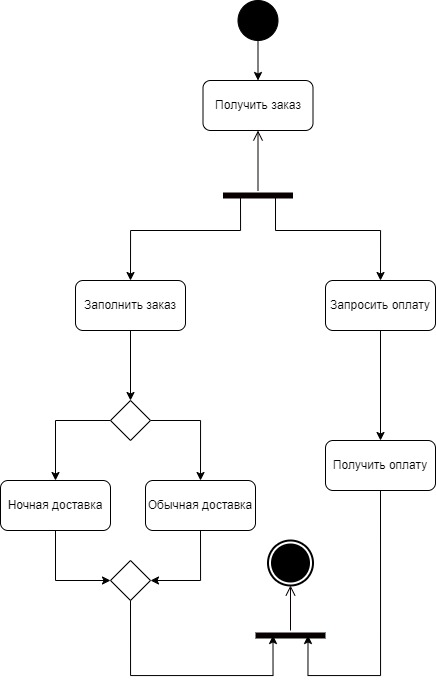 Получить заказ
Заполнить заказ
Запросить оплату
Получить оплату
Ночная доставка
Обычная доставка